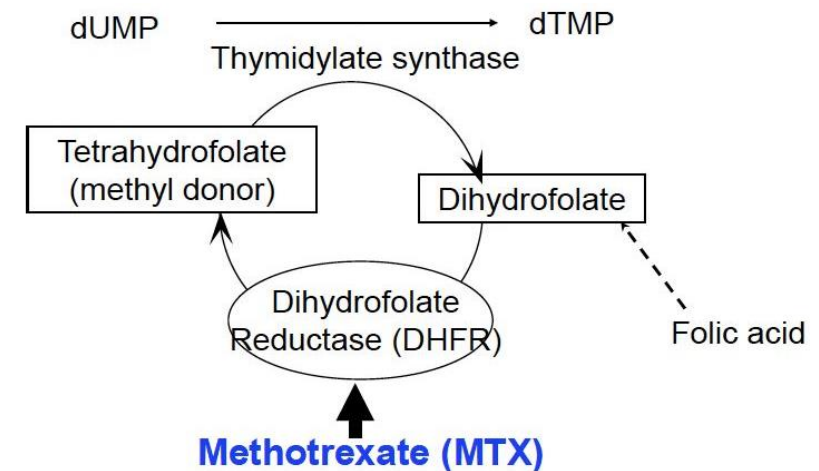 dUMP
dTMP
Thymidylate synthase
Tetrahydrofolate
(methyl donor)
Dihydrofolate
Dihydrofolate
Reductase (DHFR)
Folic acid
Methotrexate (MTX)